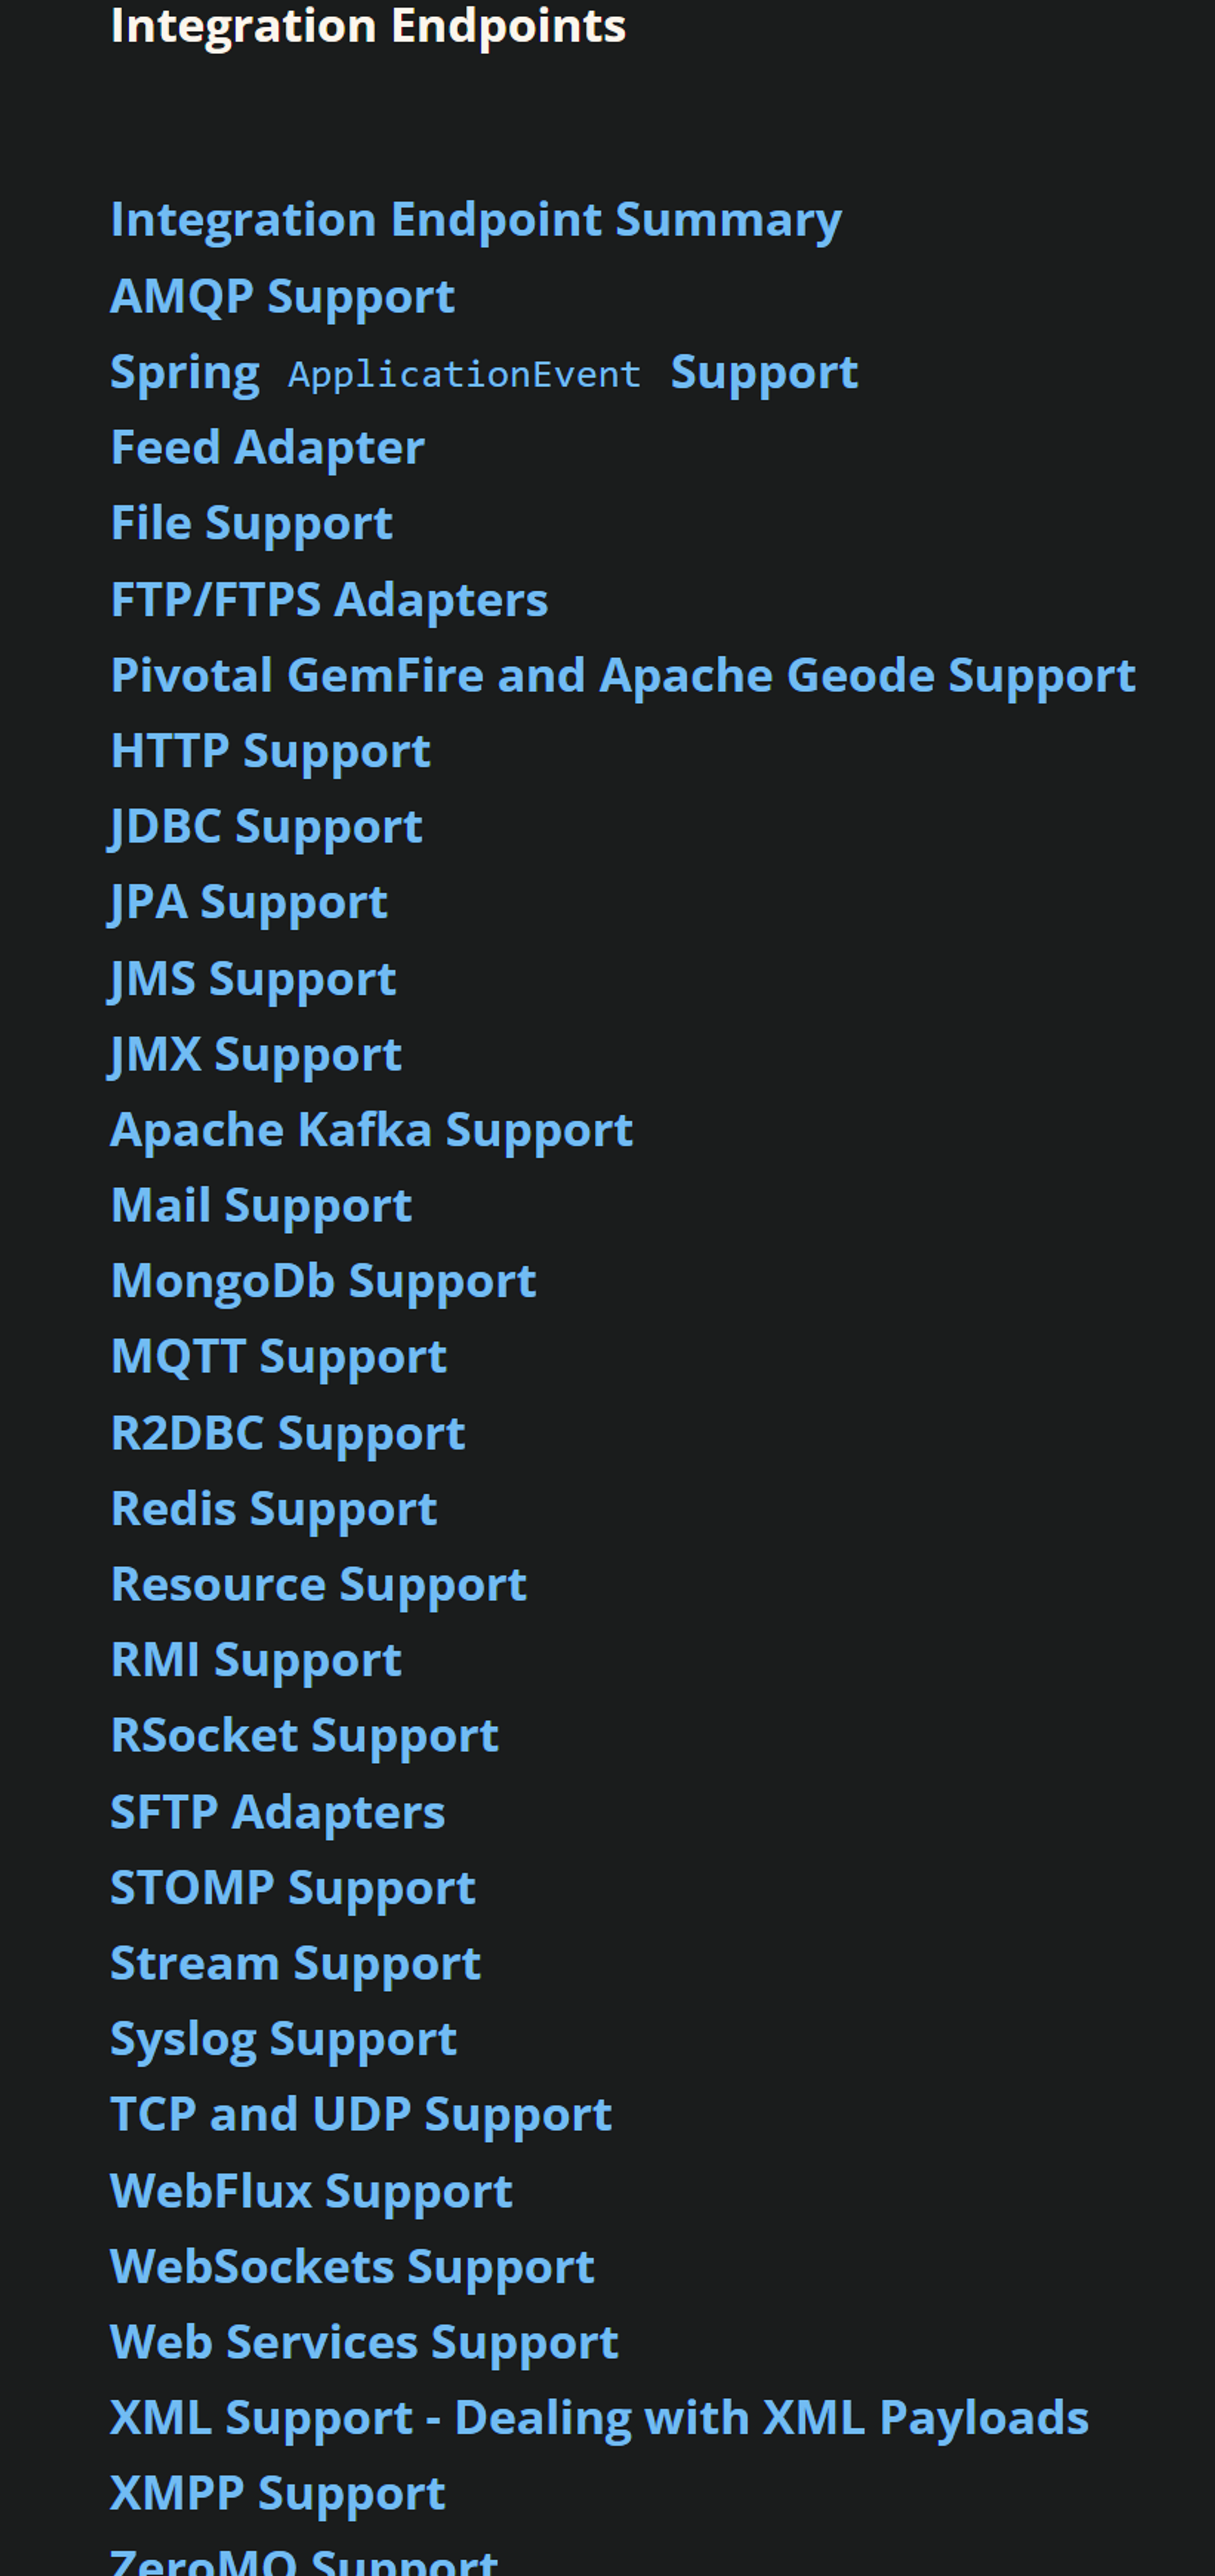 Integration Endpoints
Integration Endpoint Summary
AMQP Support
Spring ApplicationEvent Support
Feed Adapter
File Support
FTP/FTPS Adapters
Pivotal GemFire and Apache Geode Support
HTTP Support
JDBC Support
JPA Support
JMS Support
JMX Support
Apache Kafka Support
Mail Support
MongoDb Support
MQTT Support
R2DBC Support
Redis Support
Resource Support
RMI Support
RSocket Support
SFTP Adapters
STOMP Support
Stream Support
Syslog Support
TCP and UDP Support
WebFlux Support
WebSockets Support
Web Services Support
XML Support - Dealing with XML Payloads
XMPP Support
ZeroMQ Support